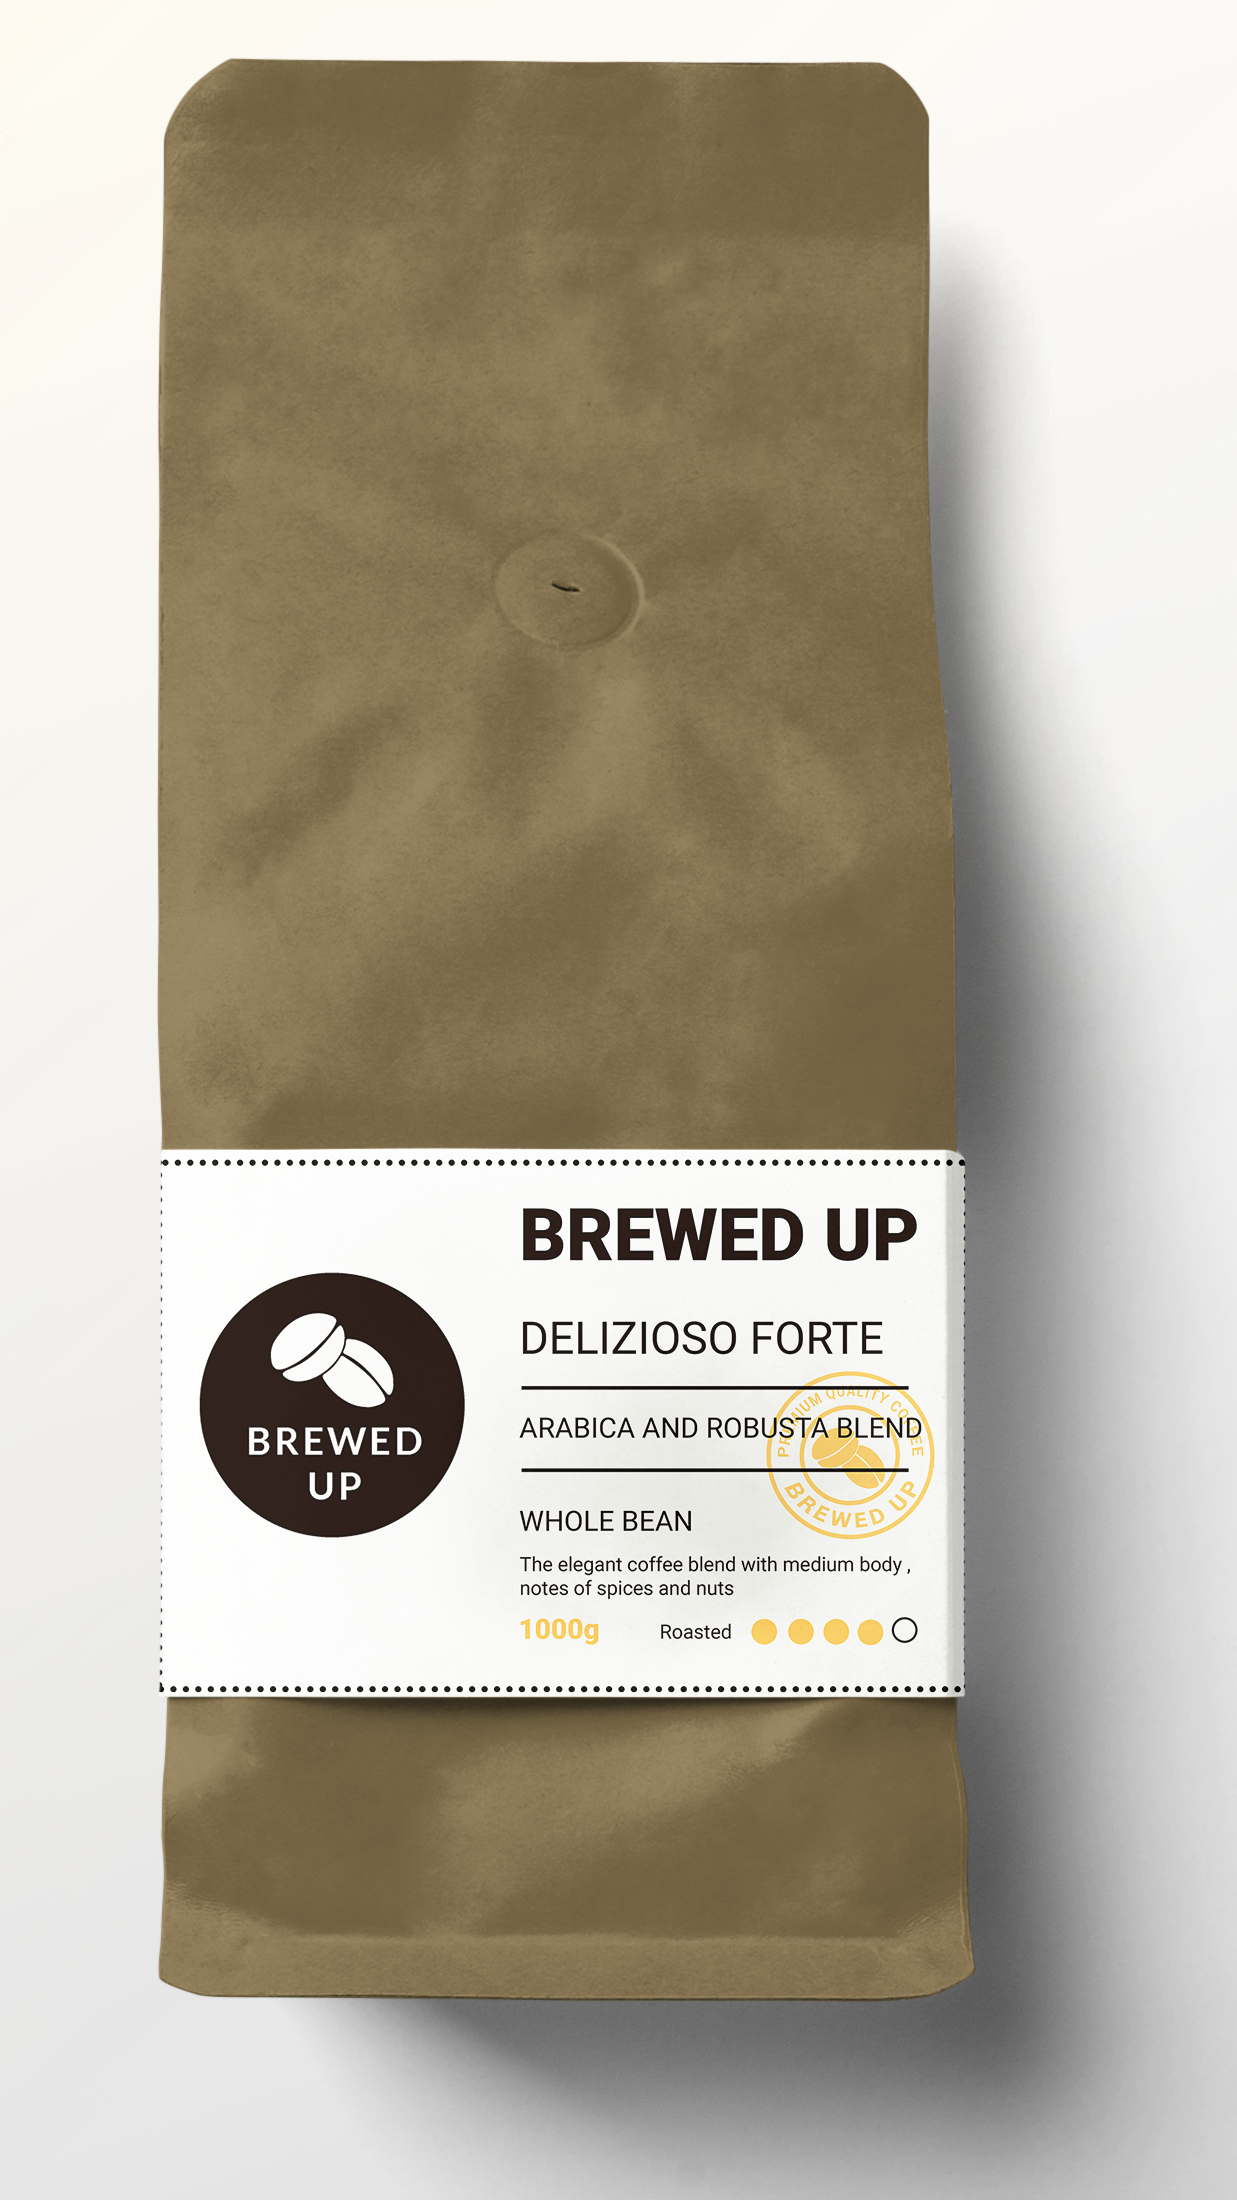 BREWED UP
DELIZIOSO FORTE
ARABICA AND ROBUSTA BLEND
PREMIUM QUALITY COFFEE
BREWED UP
BREWED
UP
WHOLE BEAN
The elegant coffee blend with medium body ,
notes of spices and nuts
1000g
Roasted